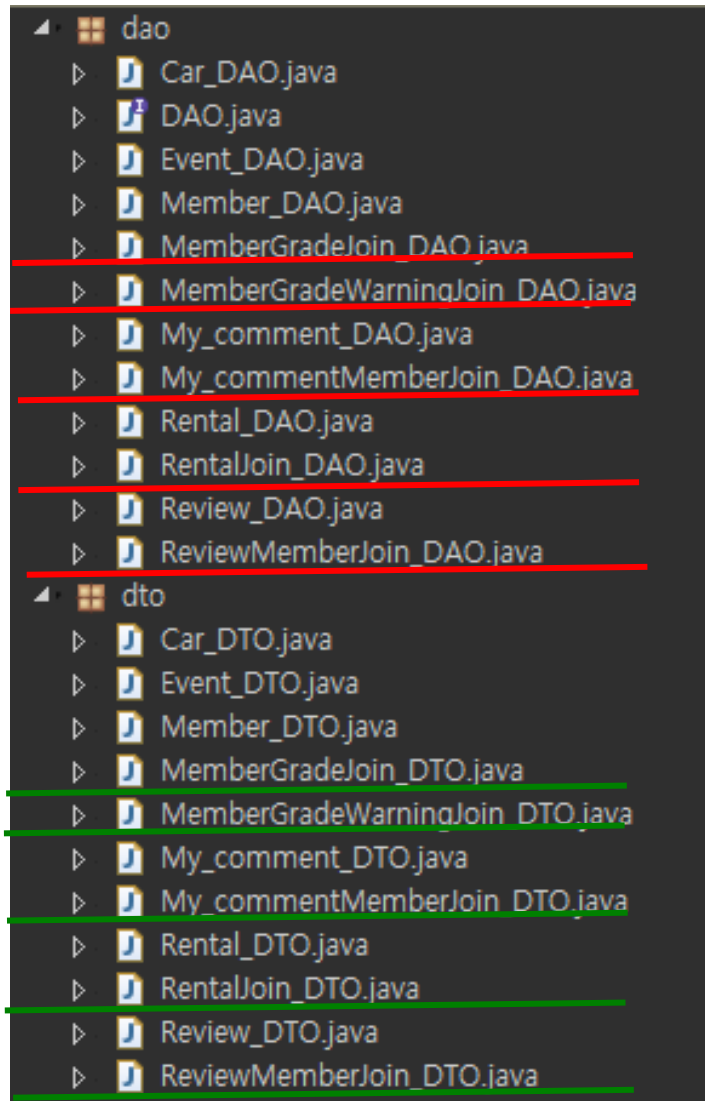 dao
Car_DAO.java
DAO.java
Event_DAO.java
Member_DAO.java
MemberGradeJoin_DAO.java
MemberGradeWarningJoin_DAO.java
My_comment_DAO.java
My_commentMemberJoin_DAO.java
Rental_DAO.java
RentalJoin_DAO.java
Review_DAO.java
ReviewMemberJoin_DAO.java
dto
Car_DTO.java
Event_DTO.java
Member_DTO.java
MemberGradeJoin_DTO.java
MemberGradeWarningJoin_DTO.java
My_comment_DTO.java
My_commentMemberJoin_DTO.java
Rental_DTO.java
RentalJoin_DTO.java
Review_DTO.java
ReviewMemberJoin_DTO.java